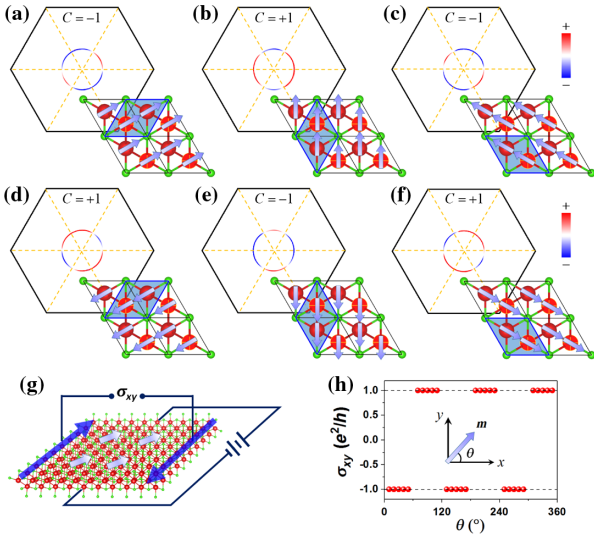 (a) C = −1
+
−
(b) C = +1
(c) C = −1
(d) C = +1
+
−
(e) C = −1
(f) C = +1
(g) σxy
(h)
σxy (e²/h)
1.0
0.5
0.0
-0.5
-1.0
y
m
θ
x
0 120 240 360
θ (°)